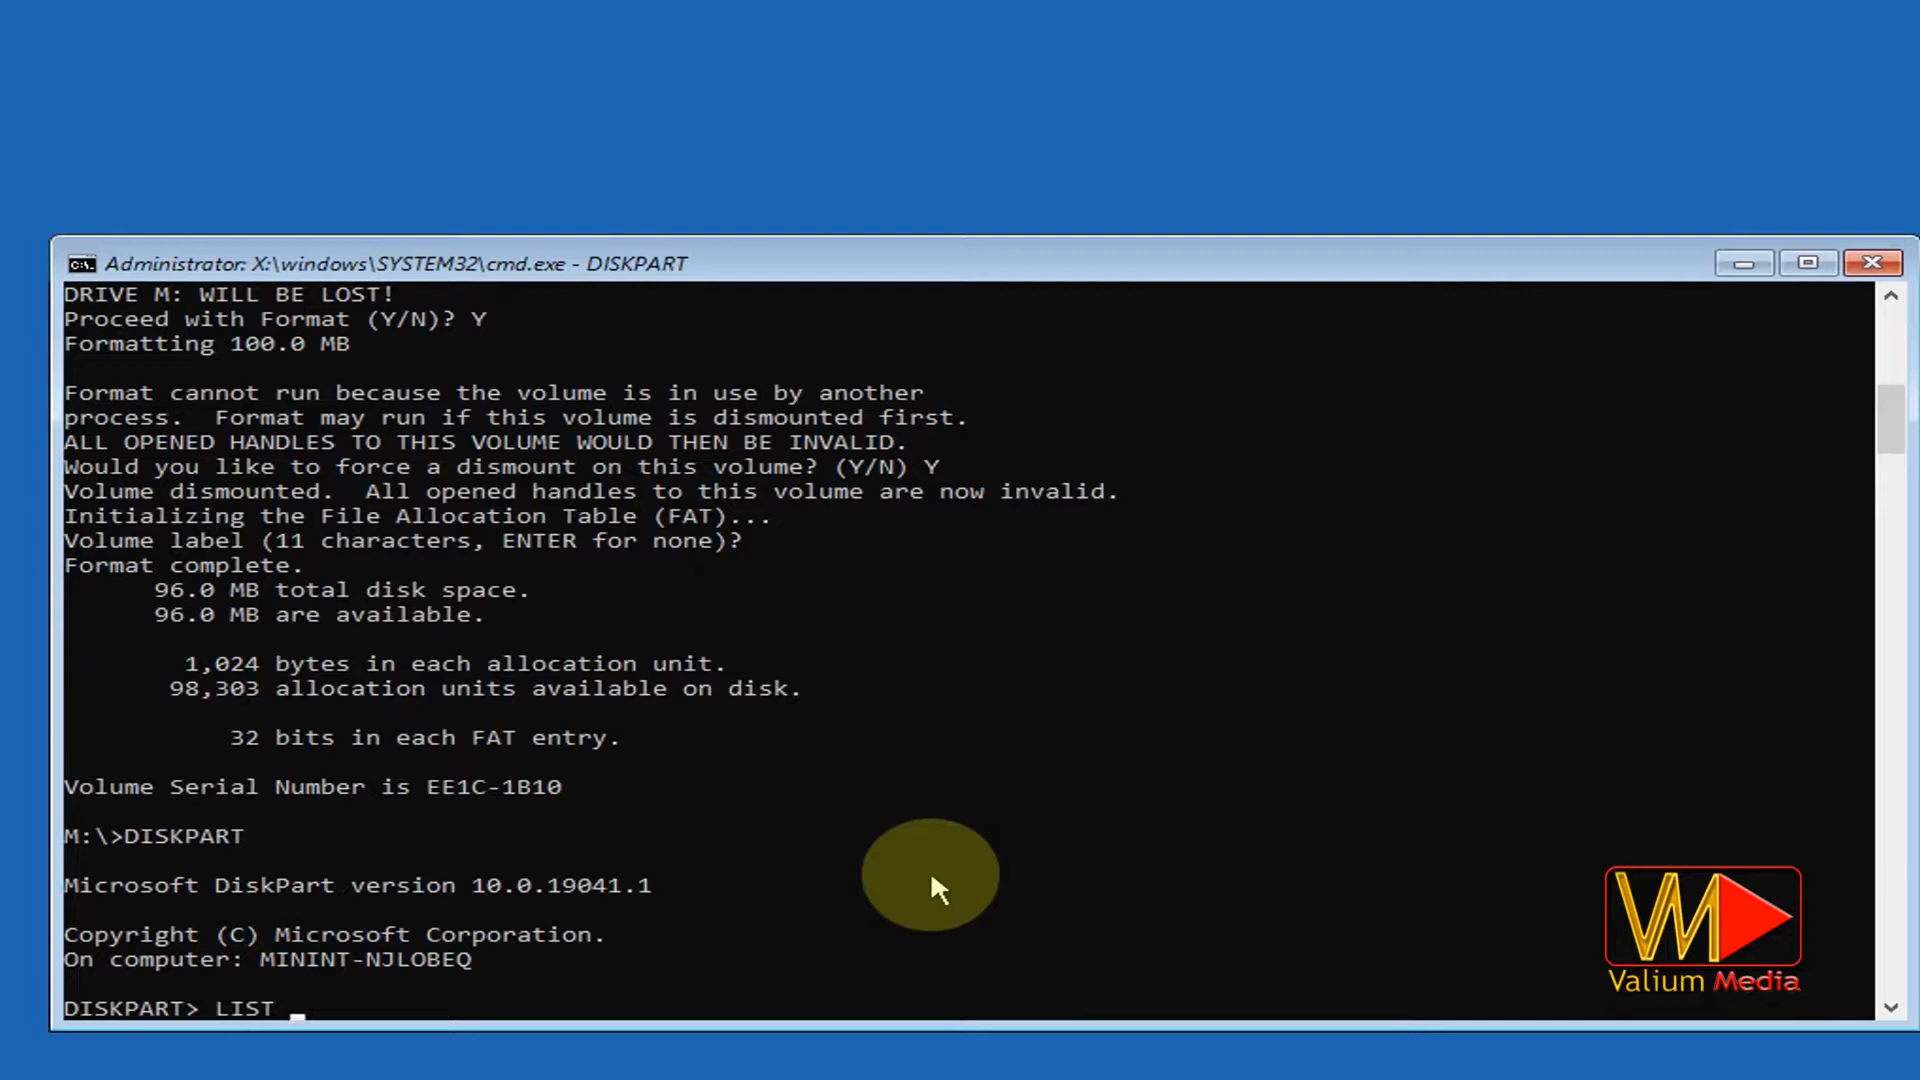 Administrator: X:\windows\SYSTEM32\cmd.exe - DISKPART
DRIVE M: WILL BE LOST!
Proceed with Format (Y/N)? Y
Formatting 100.0 MB
Format cannot run because the volume is in use by another
process.  Format may run if this volume is dismounted first.
ALL OPENED HANDLES TO THIS VOLUME WOULD THEN BE INVALID.
Would you like to force a dismount on this volume? (Y/N) Y
Volume dismounted.  All opened handles to this volume are now invalid.
Initializing the File Allocation Table (FAT)...
Volume label (11 characters, ENTER for none)?
Format complete.
96.0 MB total disk space.
96.0 MB are available.
1,024 bytes in each allocation unit.
98,303 allocation units available on disk.
32 bits in each FAT entry.
Volume Serial Number is EE1C-1B10
M:\>DISKPART
Microsoft DiskPart version 10.0.19041.1
Copyright (C) Microsoft Corporation.
On computer: MININT-NJLOBEQ
DISKPART> LIST _
VM
Valium Media